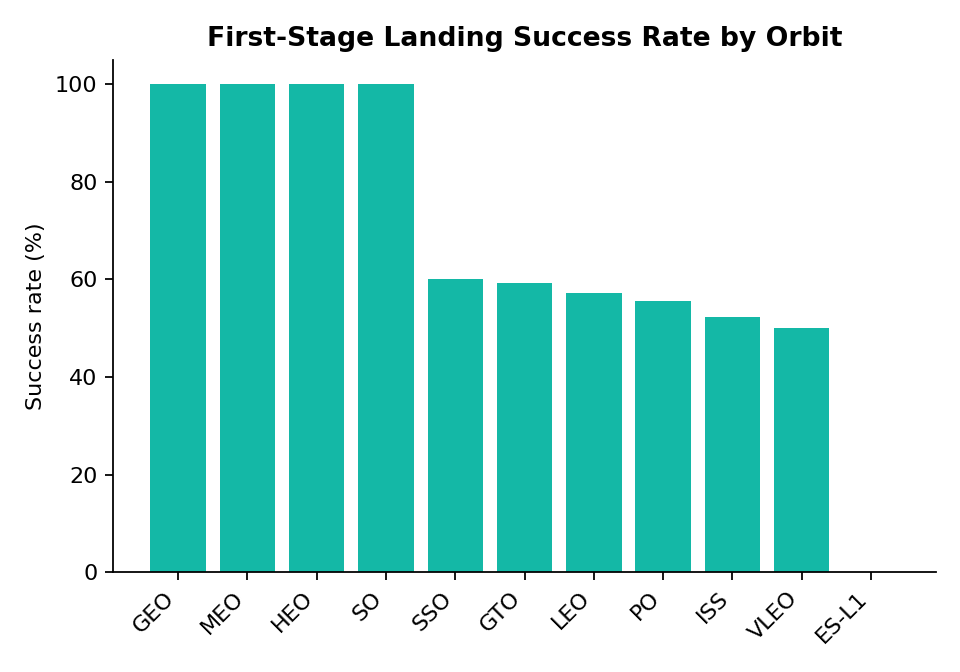 First-Stage Landing Success Rate by Orbit
Success rate (%)
100
80
60
40
20
0
GEO
MEO
HEO
SO
SSO
GTO
LEO
PO
ISS
VLEO
ES-L1